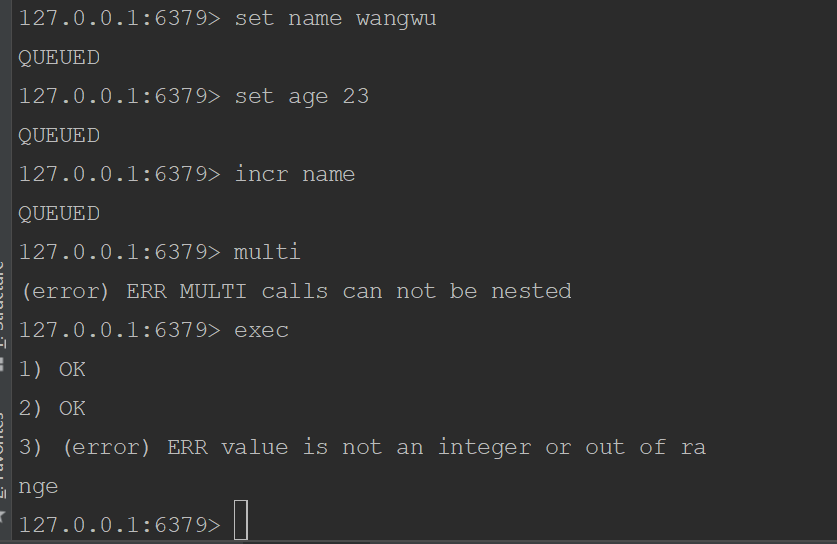 127.0.0.1:6379> set name wangwu
QUEUED
127.0.0.1:6379> set age 23
QUEUED
127.0.0.1:6379> incr name
QUEUED
127.0.0.1:6379> multi
(error) ERR MULTI calls can not be nested
127.0.0.1:6379> exec
1) OK
2) OK
3) (error) ERR value is not an integer or out of ra
nge
127.0.0.1:6379>